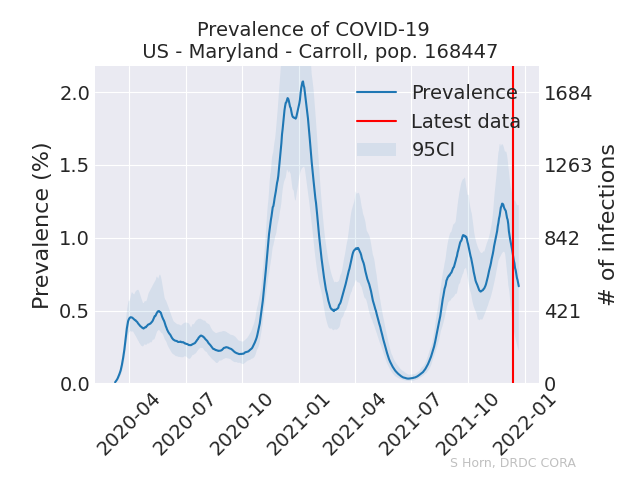 Prevalence of COVID-19
US - Maryland - Carroll, pop. 168447
Prevalence
Latest data
95CI
Prevalence (%)
2.0
1.5
1.0
0.5
0.0
1684
1263
842
421
0
# of infections
2020-04
2020-07
2020-10
2021-01
2021-04
2021-07
2021-10
2022-01
S Horn, DRDC CORA